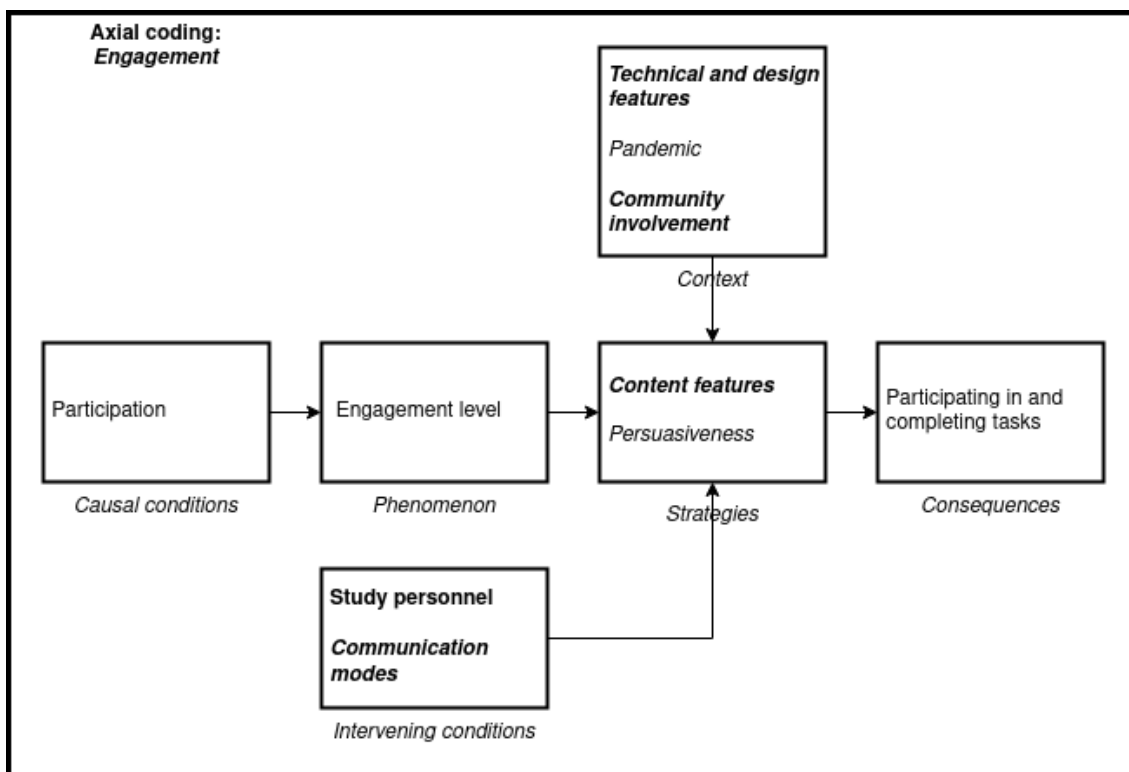 Axial coding:
Engagement
Technical and design
features
Pandemic
Community
involvement
Context
Participation
Causal conditions
Engagement level
Phenomenon
Content features
Persuasiveness
Strategies
Participating in and
completing tasks
Consequences
Study personnel
Communication
modes
Intervening conditions